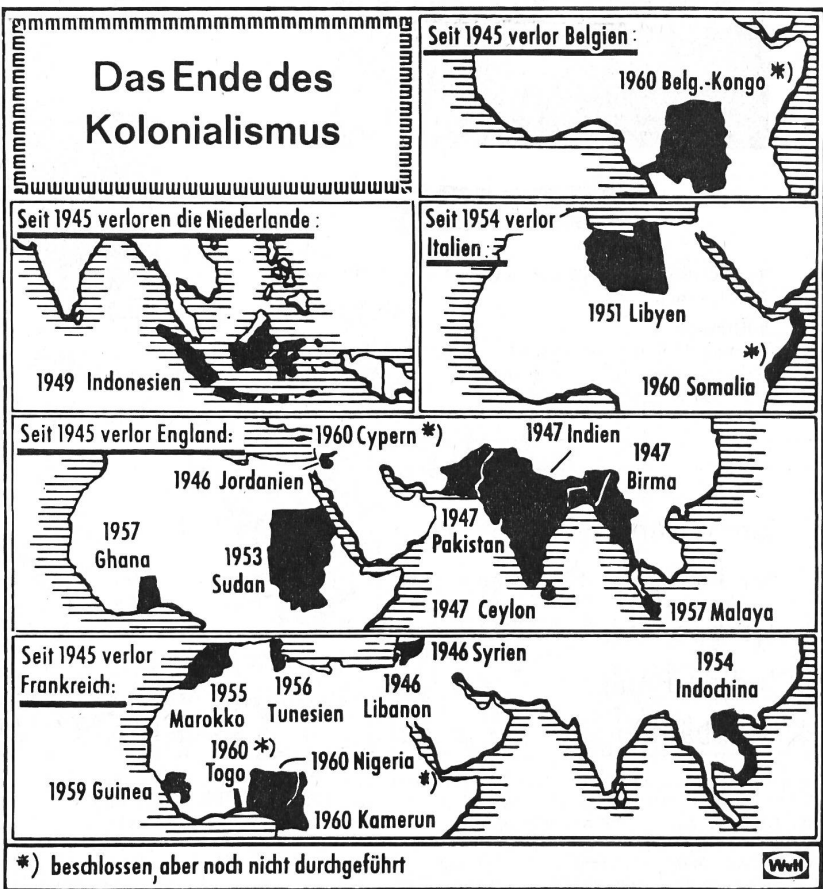 Das Ende des
Kolonialismus
Seit 1945 verlor Belgien:
1960 Belg.-Kongo *)
Seit 1945 verloren die Niederlande:
1949 Indonesien
Seit 1954 verlor
Italien:
1951 Libyen
*)
1960 Somalia
Seit 1945 verlor England:
1960 Cypern *)
1946 Jordanien
1947 Indien
1947
Birma
1957
Ghana
1953
Sudan
1947
Pakistan
1947 Ceylon
1957 Malaya
Seit 1945 verlor
Frankreich:
1955
Marokko
1956
Tunesien
1946
Libanon
1946 Syrien
1954
Indochina
1960 *)
Togo
1960 Nigeria
*)
1959 Guinea
1960 Kamerun
*) beschlossen, aber noch nicht durchgeführt
WvH